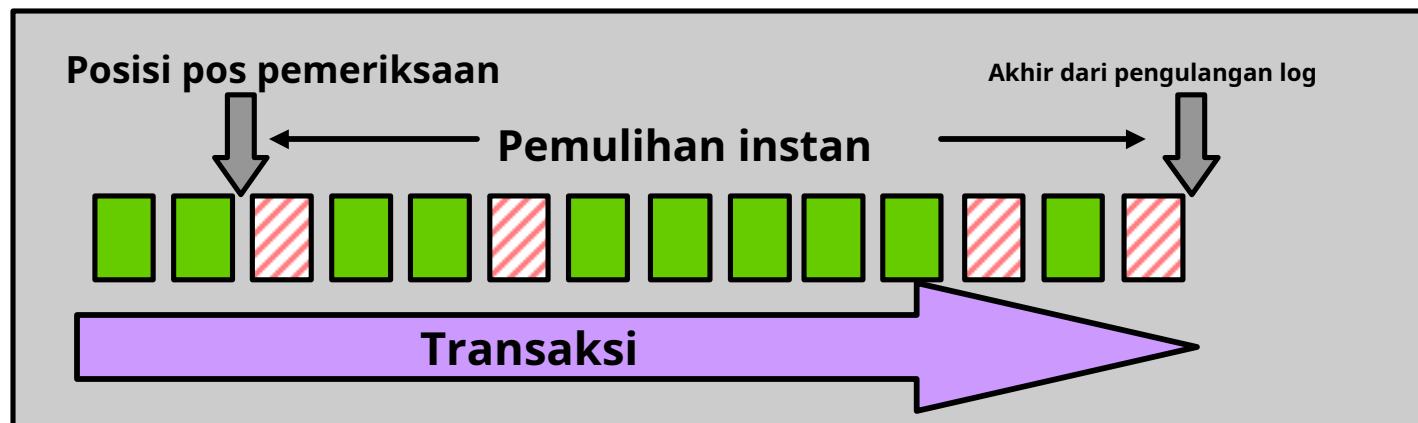 Posisi pos pemeriksaan
Akhir dari pengulangan log
Pemulihan instan
Transaksi